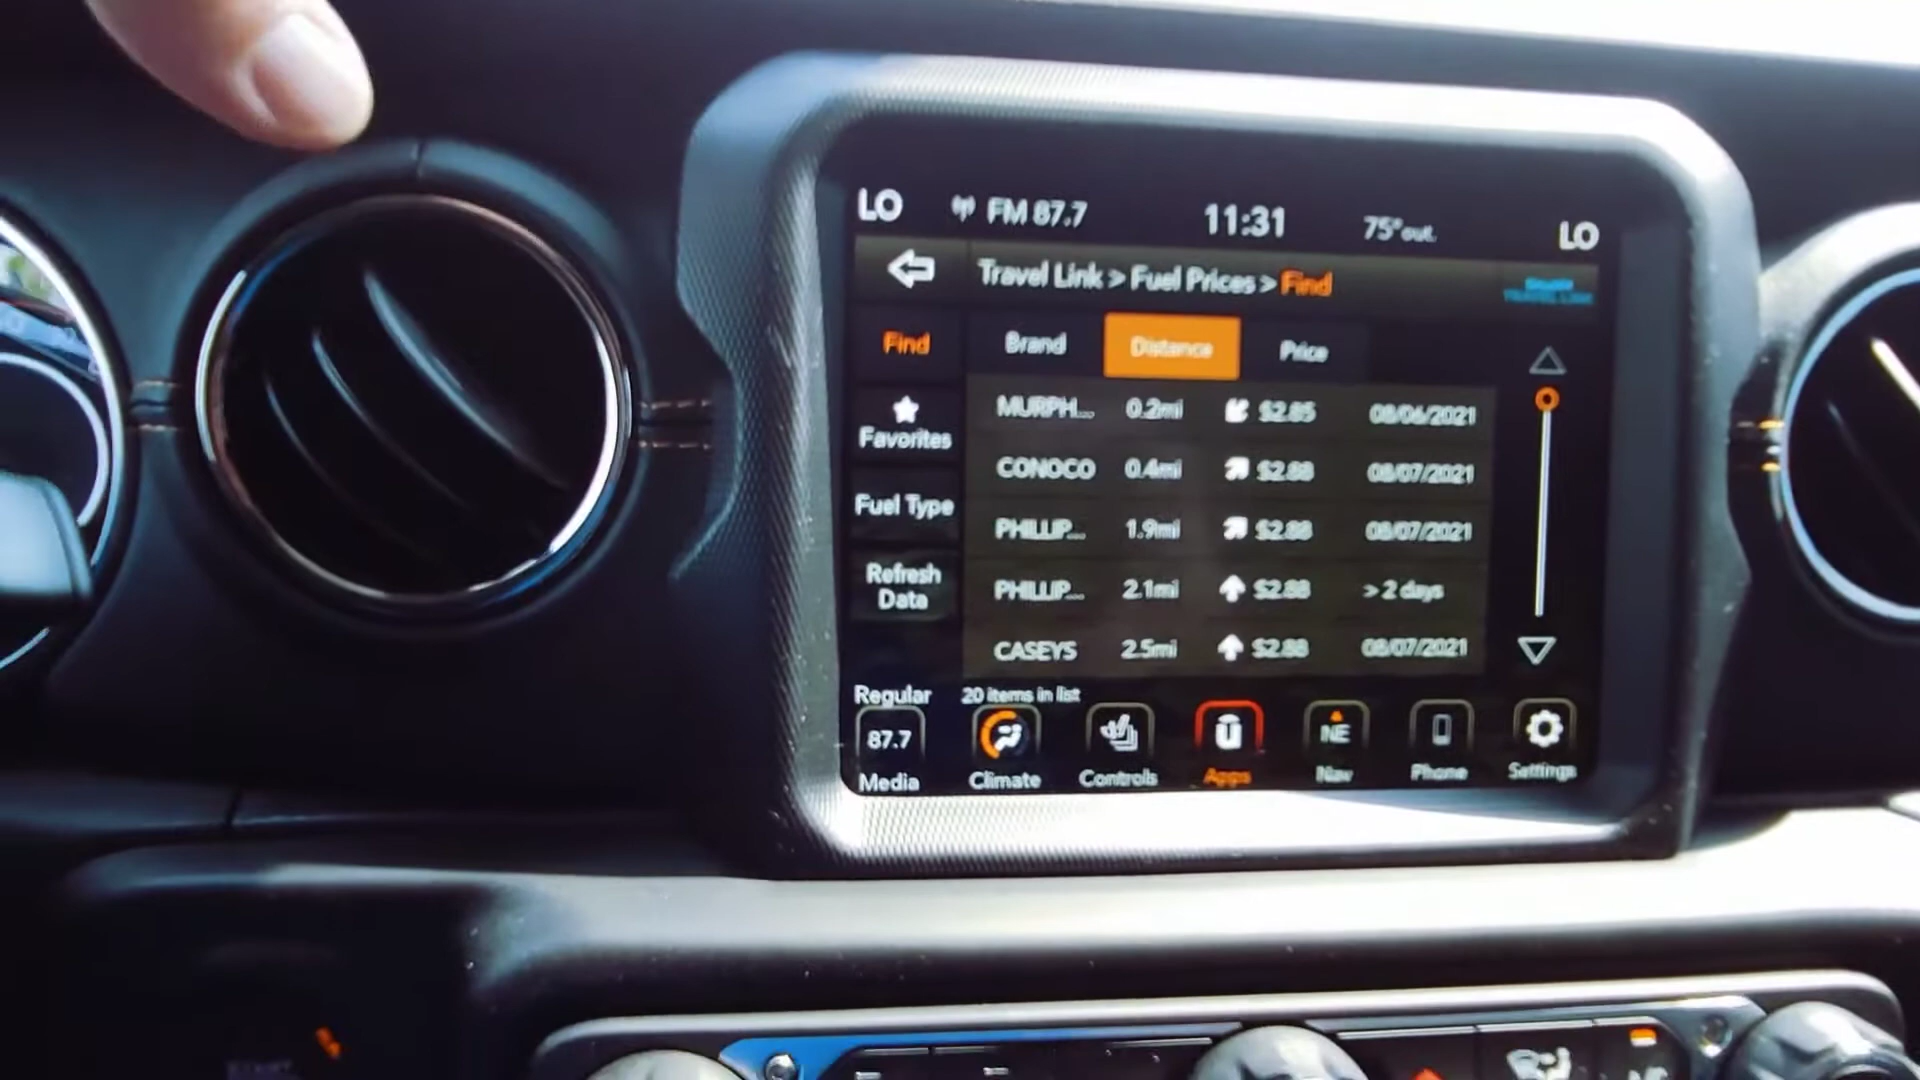 LO FM 87.7 11:31 75° out. LO
Travel Link > Fuel Prices > Find
TRAVEL LINK
Find Brand Distance Price
MURPH... 0.2mi $2.85 08/06/2021
Favorites
CONOCO 0.4mi $2.88 08/07/2021
Fuel Type
PHILLIP... 1.9mi $2.88 08/07/2021
Refresh
Data
PHILLIP... 2.1mi $2.88 > 2 days
CASEYS 2.5mi $2.88 08/07/2021
Regular 20 items in list
87.7 NE
Media Climate Controls Apps Nav Phone Settings